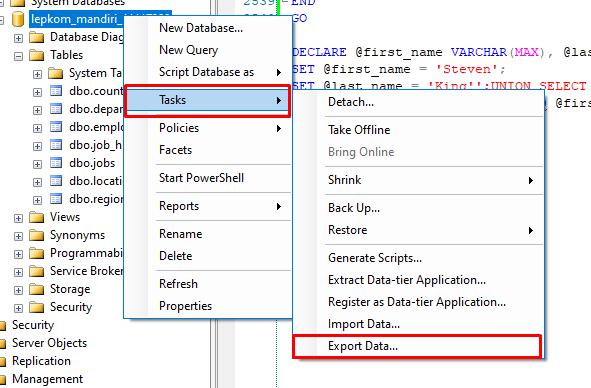 System Databases
lepkom_mandiri_
Database Diag
Tables
System Ta
dbo.count
dbo.depar
dbo.emplo
dbo.job_h
dbo.jobs
dbo.locatio
dbo.region
Views
Synonyms
Programmabi
Service Broker
Storage
Security
Security
Server Objects
Replication
Management
New Database...
New Query
Script Database as
Tasks
Policies
Facets
Start PowerShell
Reports
Rename
Delete
Refresh
Properties
Detach...
Take Offline
Bring Online
Shrink
Back Up...
Restore
Generate Scripts...
Extract Data-tier Application...
Register as Data-tier Application...
Import Data...
Export Data...
2539 END
GO
DECLARE @first_name VARCHAR(MAX), @las
SET @first_name = 'Steven';
SET @last_name = 'King'';UNION SELECT
@firs